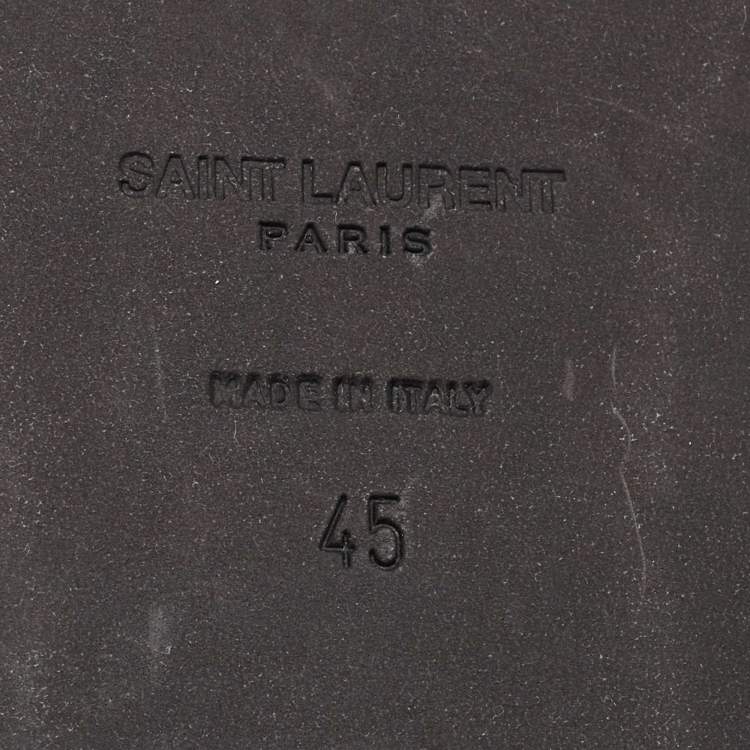 SAINT LAURENT
PARIS
MADE IN ITALY
45